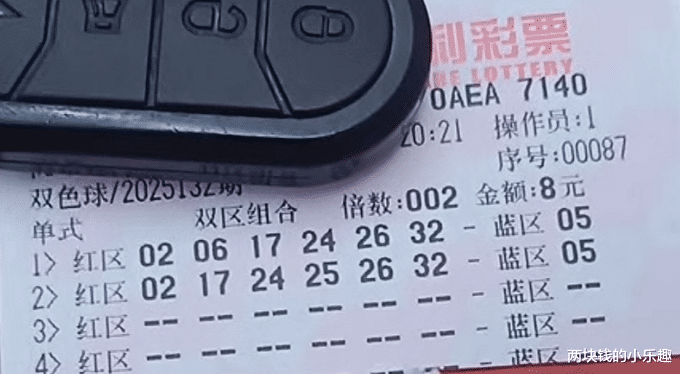 利彩票
RE LOTTERY
0AEA 7140
20:21 操作员:1
序号:00087
双色球/2025132期
单式 双区组合 倍数:002 金额:8元
1> 红区 02 06 17 24 26 32 - 蓝区 05
2> 红区 02 17 24 25 26 32 - 蓝区 05
3> 红区 -- -- -- -- -- -- - 蓝区 --
4> 红区 -- -- -- -- -- -- - 蓝区 --
两块钱的小乐趣